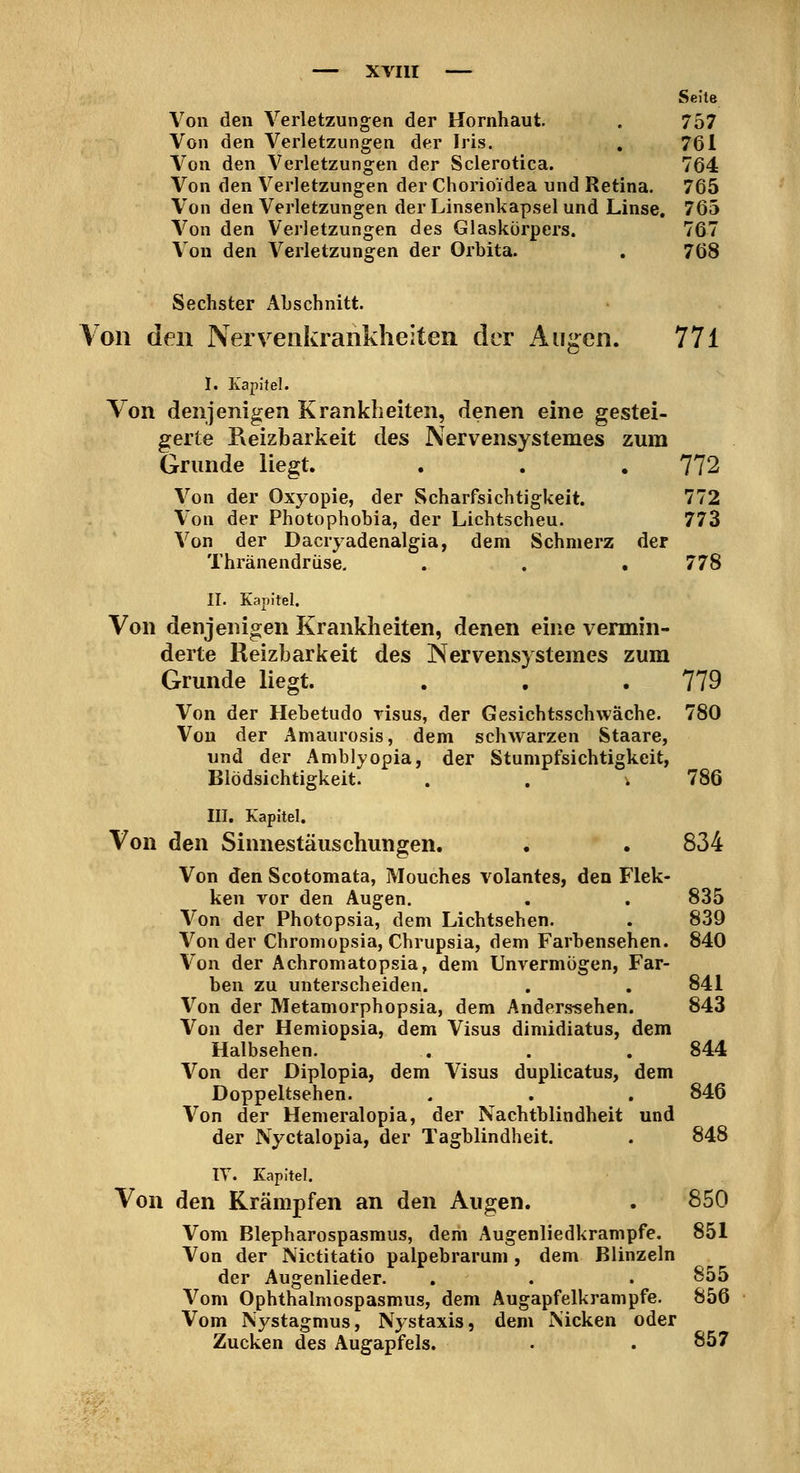 — XVIII —
Seite
Von den Verletzungen der Hornhaut. . 757
Von den Verletzungen der Iris. . 761
Von den Verletzungen der Sclerotica. 764
Von den Verletzungen der Chorioïdea und Retina. 765
Von den Verletzungen der Linsenkapsel und Linse. 765
Von den Verletzungen des Glaskörpers. 767
Von den Verletzungen der Orbita. . 768
Sechster Abschnitt.
Von den Nervenkrankheiten der Augen. 771
I. Kapitel.
Von denjenigen Krankheiten, denen eine gestei-
gerte Reizbarkeit des Nervensystemes zum
Grunde liegt. . . . 772
Von der Oxyopie, der Scharfsichtigkeit. 772
Von der Photophobia, der Lichtscheu. 773
Von der Dacryadenalgia, dem Schmerz der
Thränendrüse. . . . 778
II. Kapitel.
Von denjenigen Krankheiten, denen eine vermin-
derte Reizbarkeit des Nervensystemes zum
Grunde liegt. . . . 779
Von der Hebetudo visus, der Gesichtsschwäche. 780
Von der Amaurosis, dem schwarzen Staare,
und der Amblyopia, der Stumpfsichtigkeit,
Blödsichtigkeit. . . . 786
III. Kapitel.
Von den Sinnestäuschungen. . . 834
Von den Scotomata, Mouches volantes, den Flek-
ken vor den Augen. . . 835
Von der Photopsia, dem Lichtsehen. . 839
Von der Chromopsia, Chrupsia, dem Farbensehen. 840
Von der Achromatopsia, dem Unvermögen, Far-
ben zu unterscheiden. . . 841
Von der Metamorphopsia, dem Anders-sehen. 843
Von der Hemiopsia, dem Visus dimidiatus, dem
Halbsehen. . . . 844
Von der Diplopia, dem Visus duplicatus, dem
Doppeltsehen. . . . 846
Von der Hemeralopia, der Nachtblindheit und
der Nyctalopia, der Tagblindheit. . 848
IV. Kapitel.
Von den Krämpfen an den Augen. . 850
Vom Blepharospasmus, dem Augenliedkrampfe. 851
Von der Nictitatio palpebrarum, dem Blinzeln
der Augenlieder. . . . 855
Vom Ophthalmospasmus, dem Augapfelkrampfe. 856
Vom Nystagmus, Nystaxis, dem Nicken oder
Zucken des Augapfels. . . 857